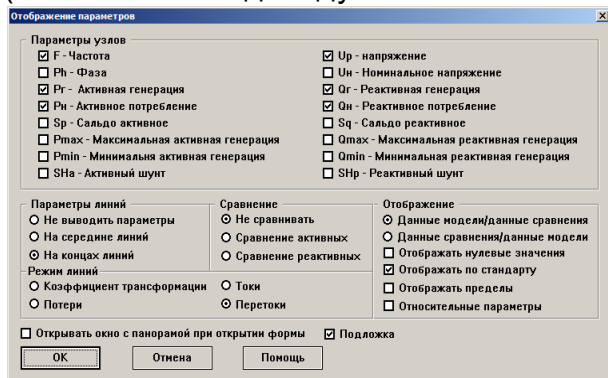 Отображение параметров
Параметры узлов
F - Частота
Ph - Фаза
Pг - Активная генерация
Pн - Активное потребление
Sp - Сальдо активное
Pmax - Максимальная активная генерация
Pmin - Минимальня активная генерация
SHa - Активный шунт
Up - напряжение
Uн - Номинальное напряжение
Qг - Реактивная генерация
Qн - Реактивное потребление
Sq - Сальдо реактивное
Qmax - Максимальная реактивная генерация
Qmin - Минимальная реактивная генерация
SHp - Реактивный шунт
Параметры линий
Не выводить параметры
На середине линий
На концах линий
Сравнение
Не сравнивать
Сравнение активных
Сравнение реактивных
Режим линий
Коэффициент трансформации
Токи
Потери
Перетоки
Отображение
Данные модели/данные сравнения
Данные сравнения/данные модели
Отображать нулевые значения
Отображать по стандарту
Отображать пределы
Относительные параметры
Открывать окно с панорамой при открытии формы
Подложка
OK
Отмена
Помощь